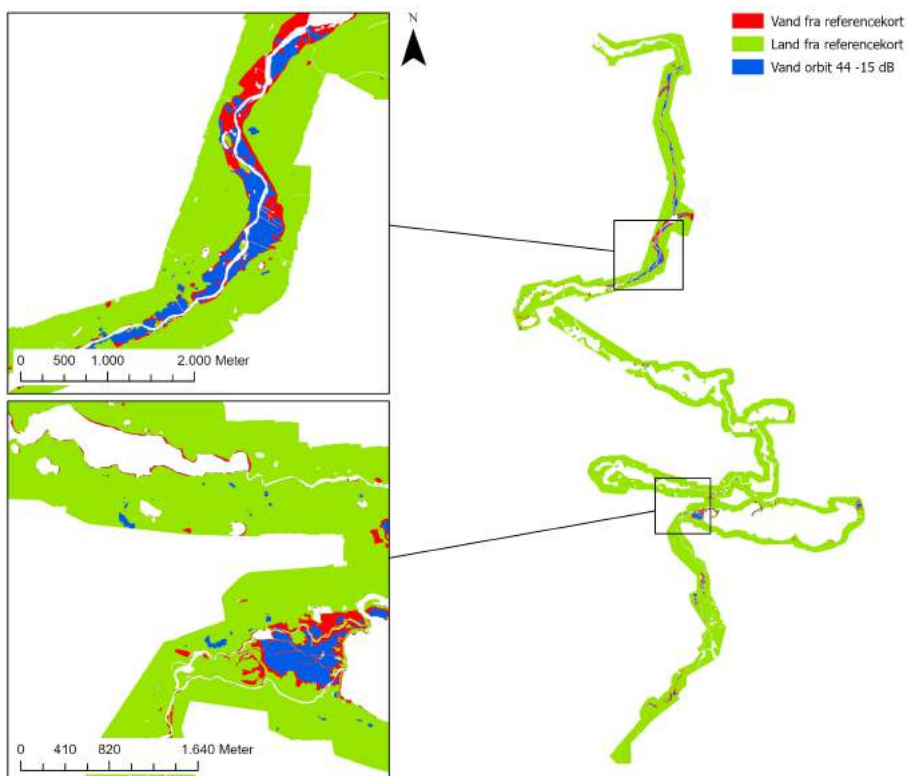 N
Vand fra referencekort
Land fra referencekort
Vand orbit 44 -15 dB
0 500 1.000 2.000 Meter
0 410 820 1.640 Meter